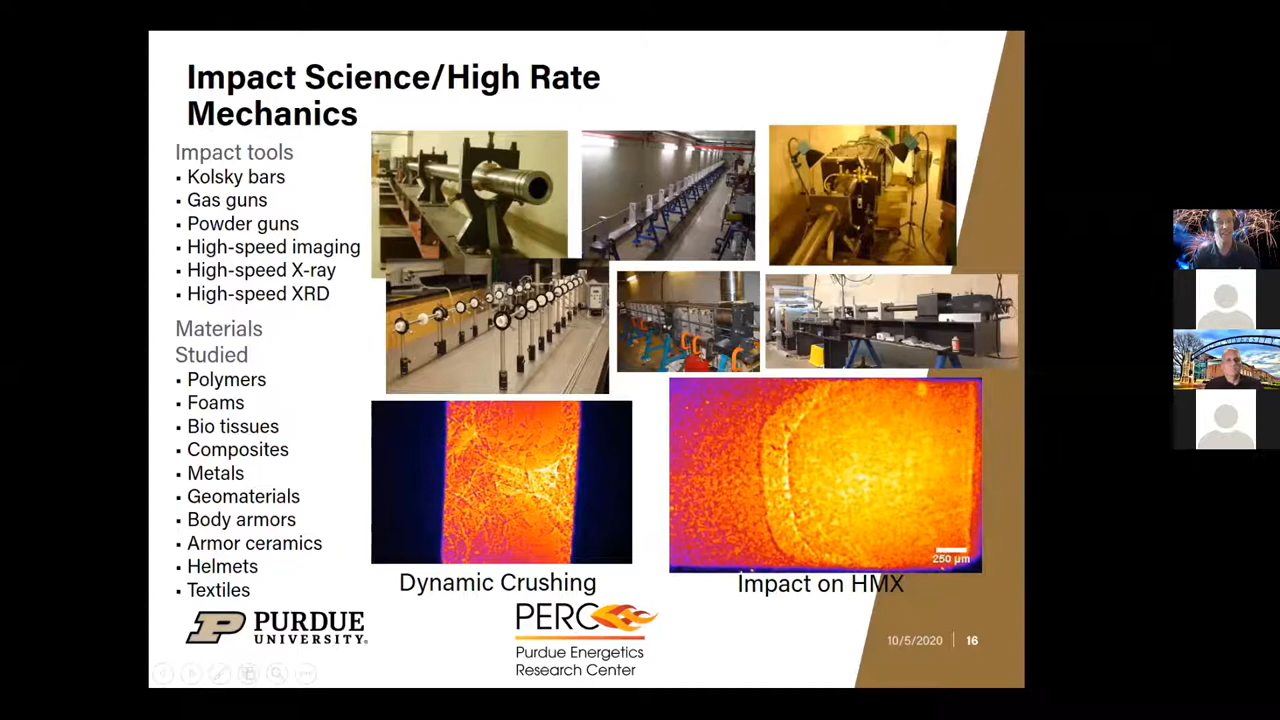 Impact Science/High Rate
Mechanics
Impact tools
▪ Kolsky bars
▪ Gas guns
▪ Powder guns
▪ High-speed imaging
▪ High-speed X-ray
▪ High-speed XRD
Materials
Studied
▪ Polymers
▪ Foams
▪ Bio tissues
▪ Composites
▪ Metals
▪ Geomaterials
▪ Body armors
▪ Armor ceramics
▪ Helmets
▪ Textiles
250 µm
Dynamic Crushing
Impact on HMX
P PURDUE
UNIVERSITY®
PERC
Purdue Energetics
Research Center
10/5/2020 | 16